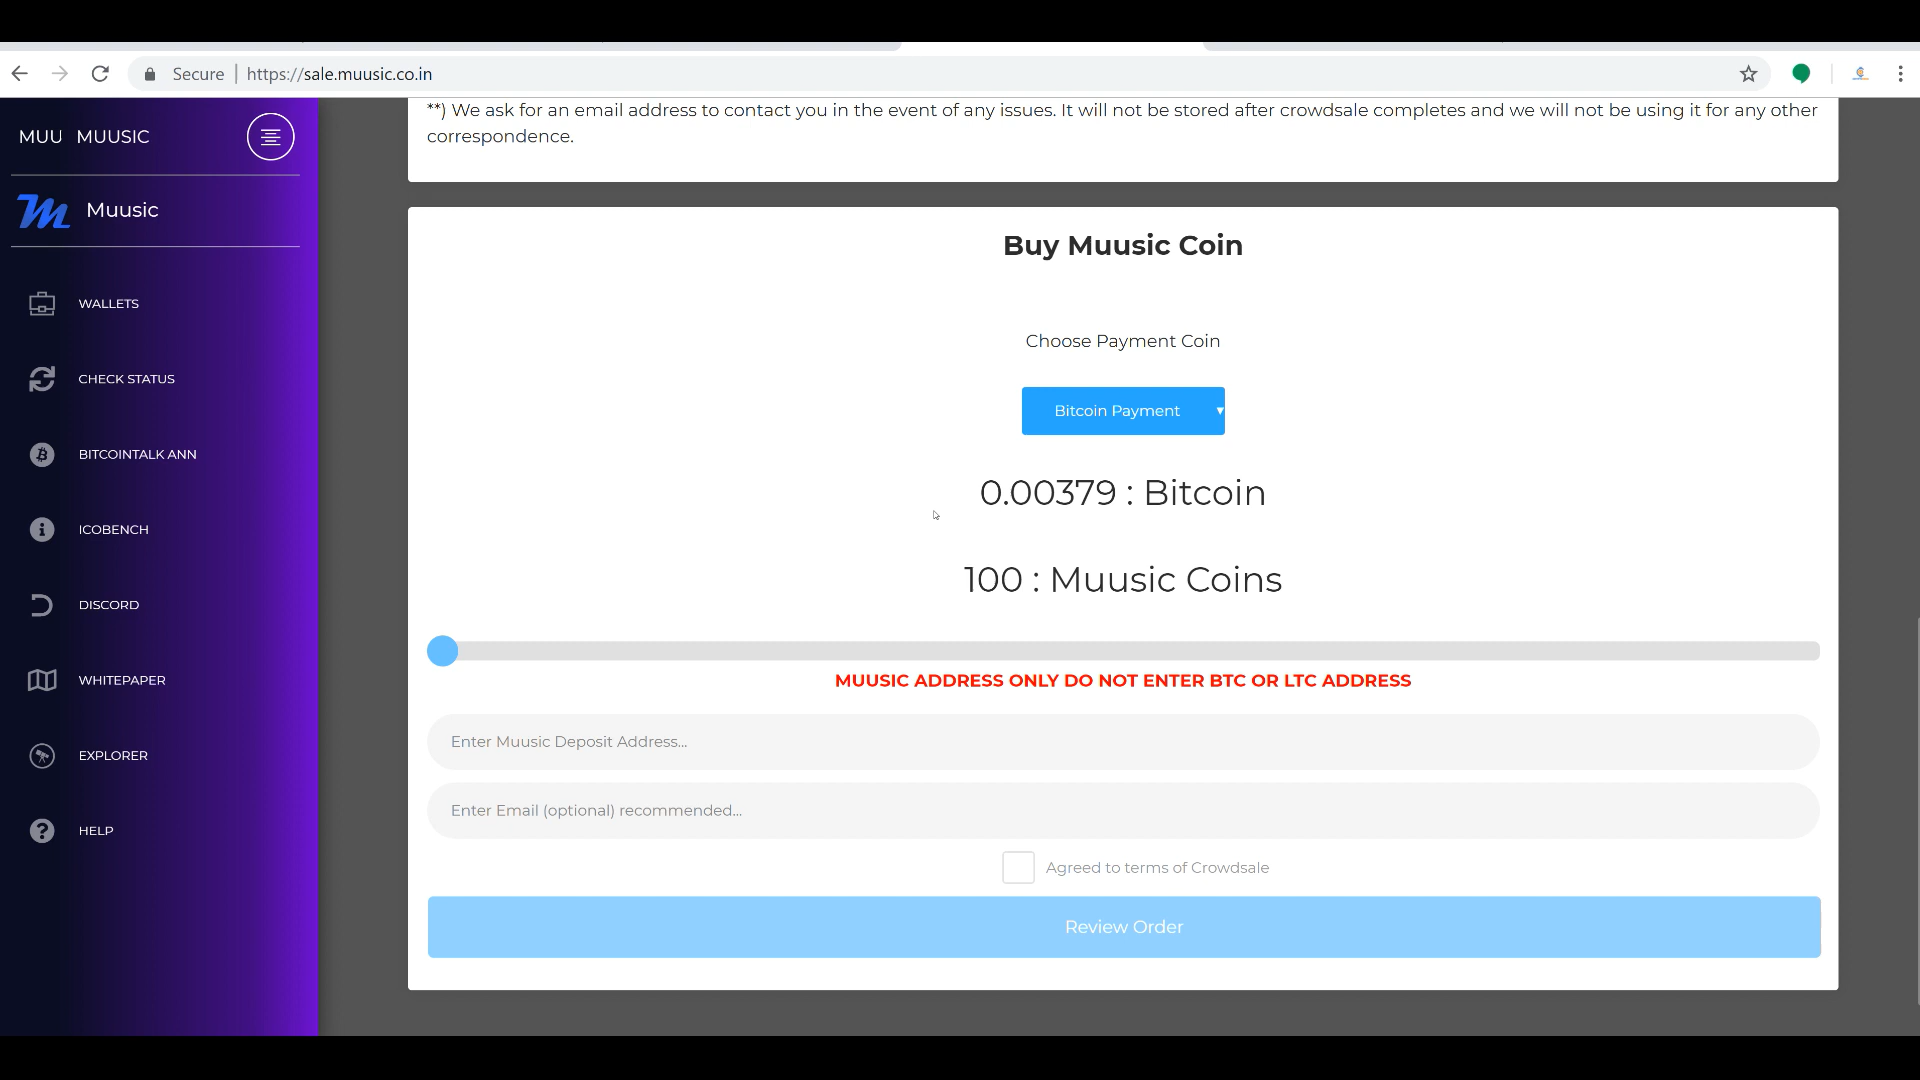 Secure | https://sale.muusic.co.in
MUU MUUSIC
Muusic
WALLETS
CHECK STATUS
BITCOINTALK ANN
ICOBENCH
DISCORD
WHITEPAPER
EXPLORER
HELP
**) We ask for an email address to contact you in the event of any issues. It will not be stored after crowdsale completes and we will not be using it for any other
correspondence.
Buy Muusic Coin
Choose Payment Coin
Bitcoin Payment
0.00379 : Bitcoin
100 : Muusic Coins
MUUSIC ADDRESS ONLY DO NOT ENTER BTC OR LTC ADDRESS
Enter Muusic Deposit Address...
Enter Email (optional) recommended...
Agreed to terms of Crowdsale
Review Order